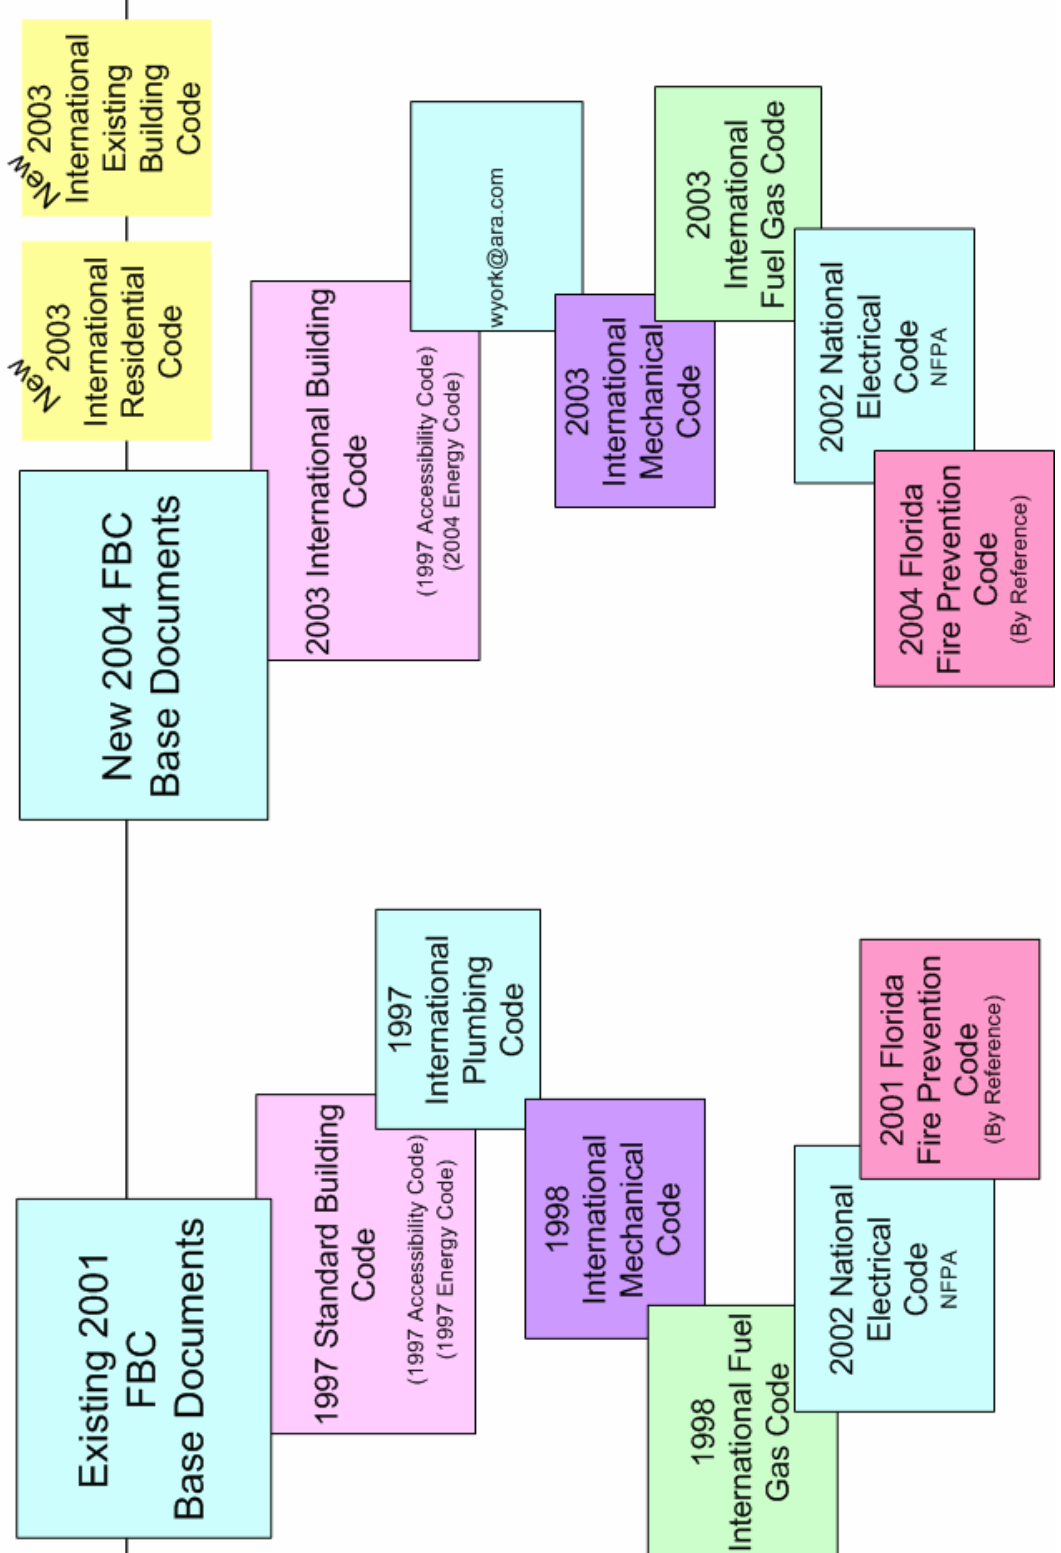 Existing 2001
FBC
Base Documents
1997 Standard Building
Code
(1997 Accessibility Code)
(1997 Energy Code)
1997
International
Plumbing
Code
1998
International
Mechanical
Code
1998
International Fuel
Gas Code
2002 National
Electrical
Code
NFPA
2001 Florida
Fire Prevention
Code
(By Reference)
New 2004 FBC
Base Documents
New
2003
International
Residential
Code
New
2003
International
Existing
Building
Code
2003 International Building
Code
(1997 Accessibility Code)
(2004 Energy Code)
wyork@ara.com
2003
International
Mechanical
Code
2003
International
Fuel Gas Code
2002 National
Electrical
Code
NFPA
2004 Florida
Fire Prevention
Code
(By Reference)